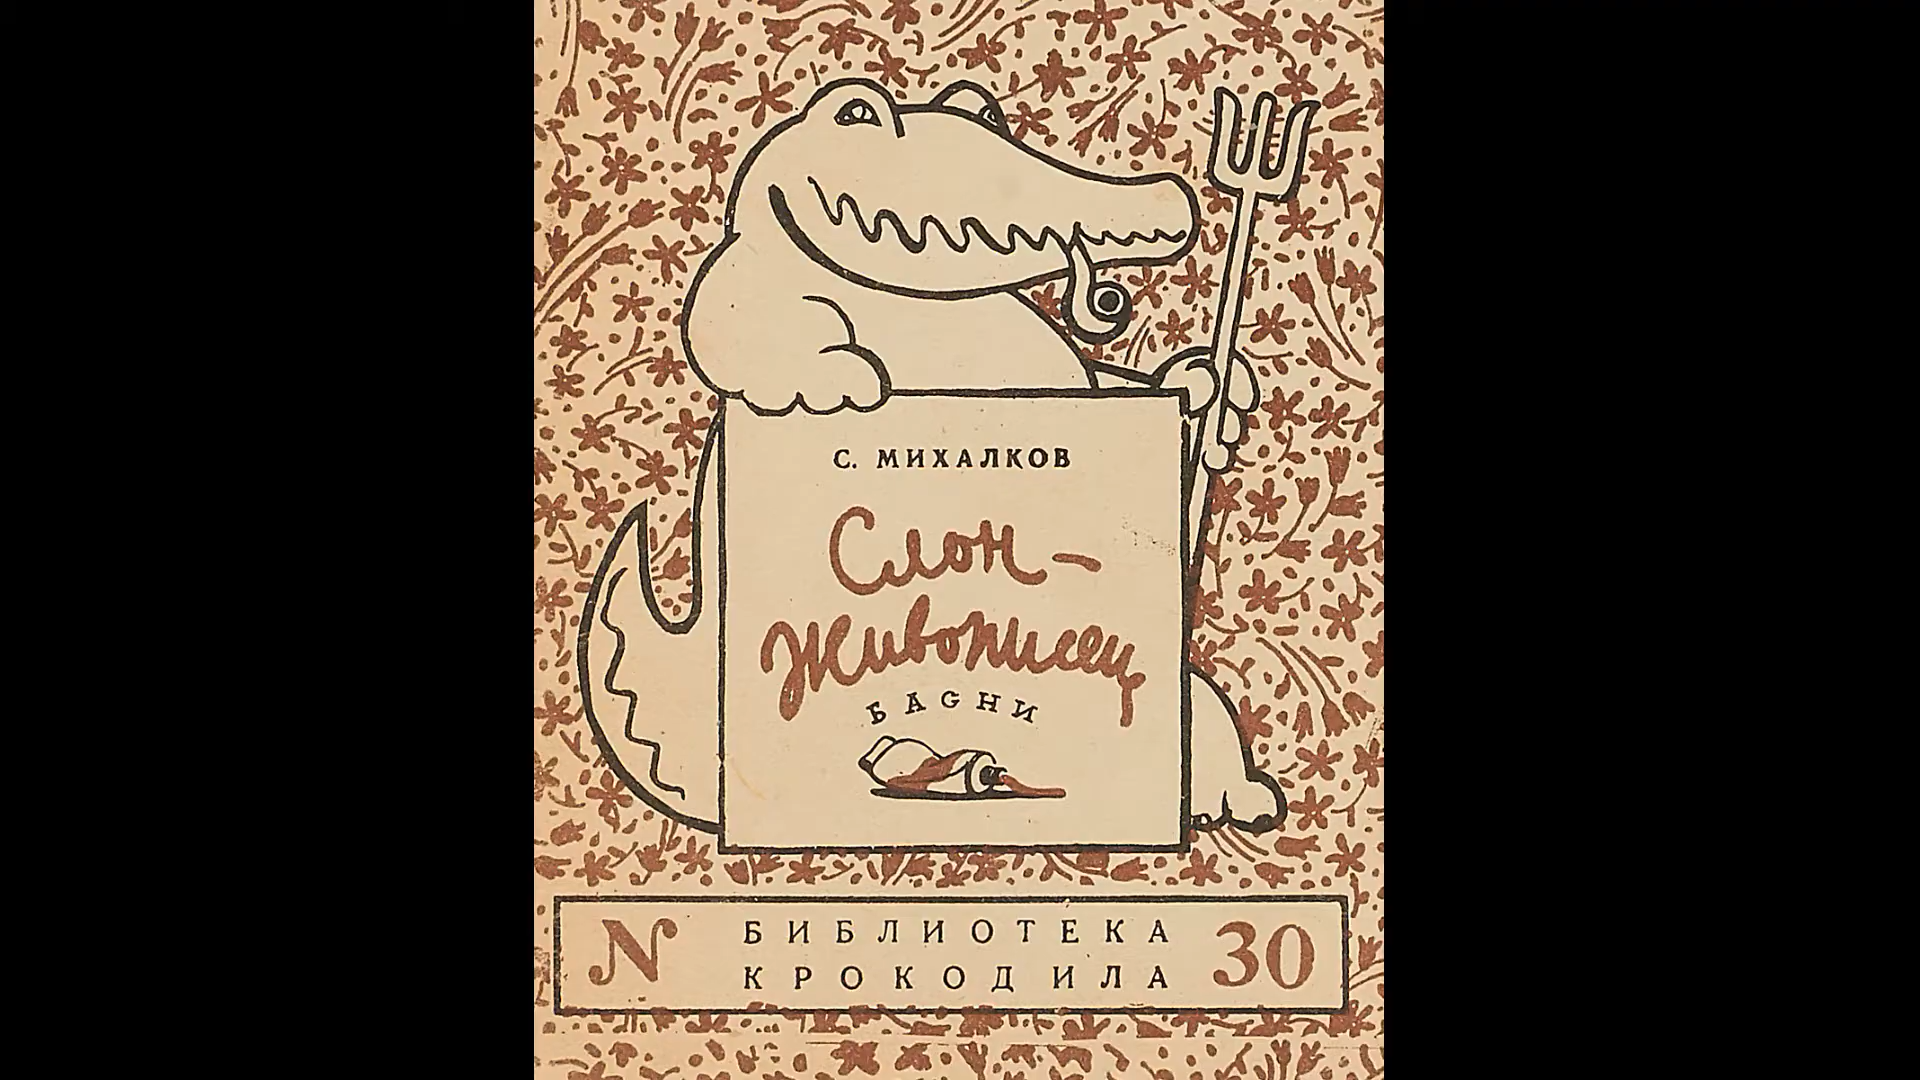 С. МИХАЛКОВ
Слон-
живописец
БАСНИ
N БИБЛИОТЕКА 30
КРОКОДИЛА